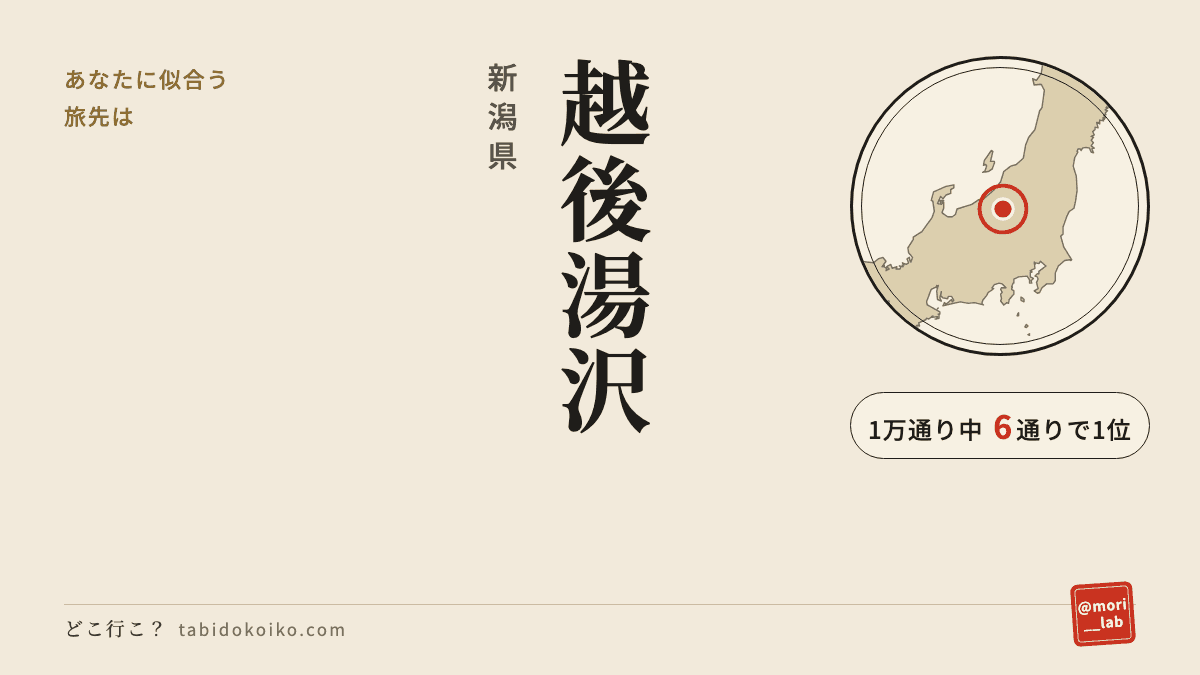 あなたに似合う
旅先は
越後湯沢
新潟県
1万通り中 6通りで1位
どこ行こ？ tabidokoiko.com
@mori
__lab